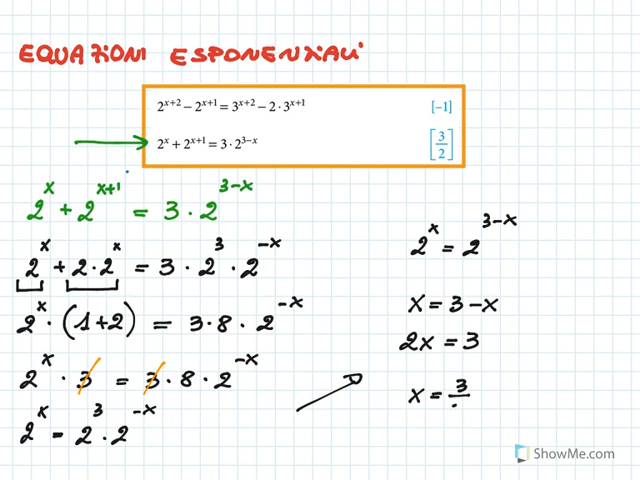 EQUAZIONI ESPONENZIALI
2^{x+2} − 2^{x+1} = 3^{x+2} − 2 · 3^{x+1} [−1]
2^x + 2^{x+1} = 3 · 2^{3−x} [3/2]
2^x + 2^{x+1} = 3 · 2^{3−x}
2^x + 2 · 2^x = 3 · 2^3 · 2^{−x}
2^x · (1+2) = 3 · 8 · 2^{−x}
2^x · 3 = 3 · 8 · 2^{−x}
2^x = 2^3 · 2^{−x}
2^x = 2^{3−x}
x = 3 − x
2x = 3
x = 3/
ShowMe.com